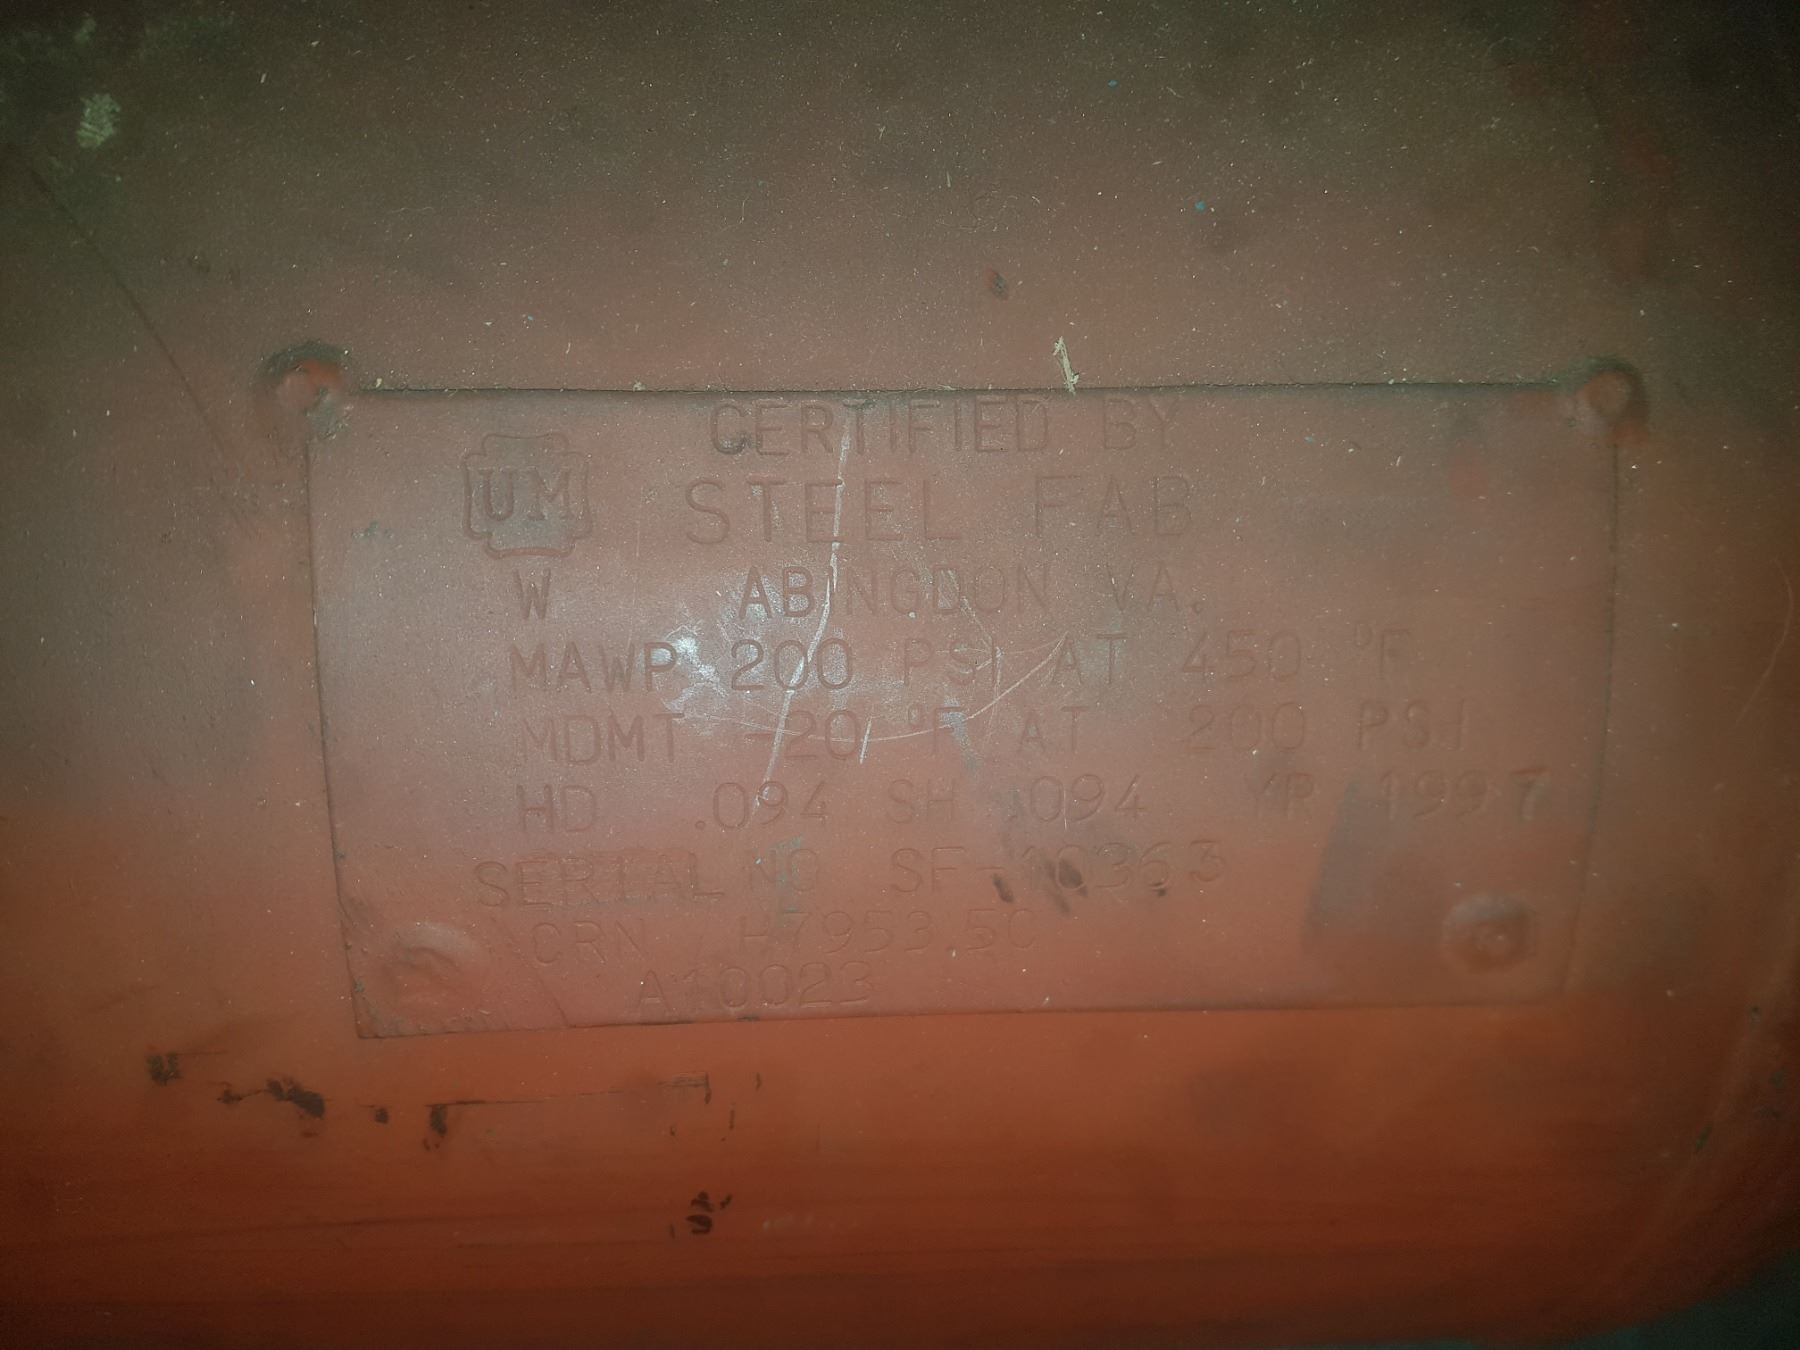 CERTIFIED BY
UM
STEEL FAB
W ABINGDON VA.
MAWP 200 PSI AT 450 °F
MDMT -20 °F AT 200 PSI
HD .094 SH .094 YR 1997
SERIAL NO SF-10363
CRN H7953.5C
A10023